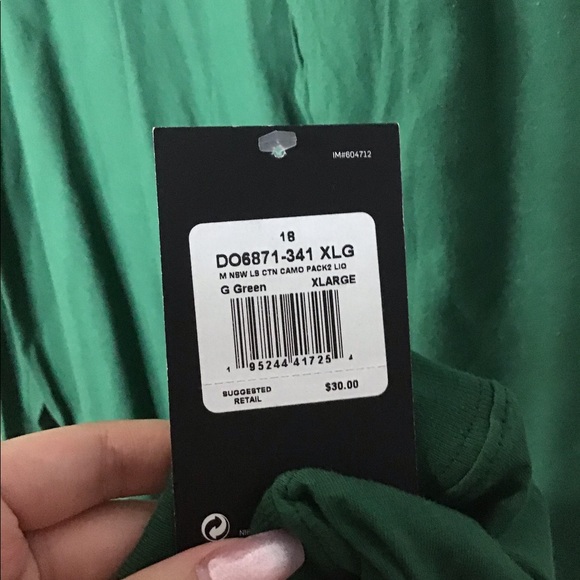 IM#604712
18
DO6871-341 XLG
M NSW LS CTN CAMO PACK2 LIO
G Green XLARGE
1 95244 41725 4
SUGGESTED
RETAIL $30.00